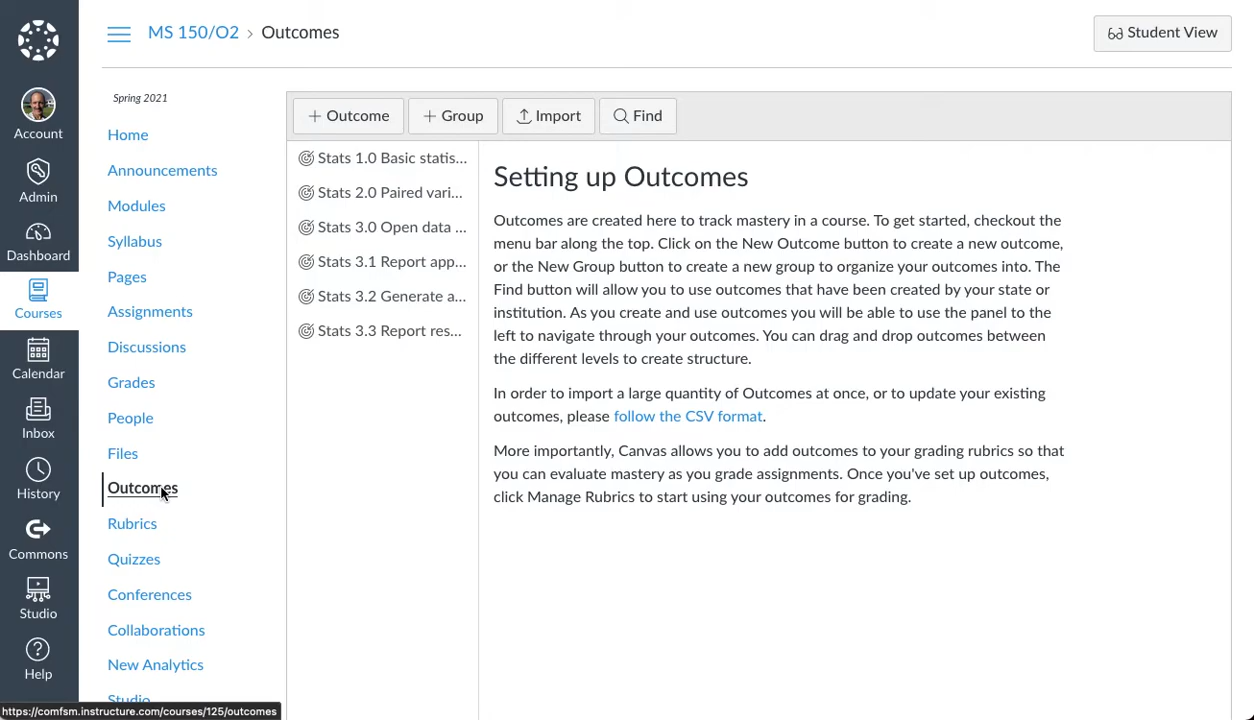 MS 150/O2 > Outcomes
Student View
Account
Admin
Dashboard
Courses
Calendar
Inbox
History
Commons
Studio
Help
Spring 2021
Home
Announcements
Modules
Syllabus
Pages
Assignments
Discussions
Grades
People
Files
Outcomes
Rubrics
Quizzes
Conferences
Collaborations
New Analytics
Studio
+ Outcome
+ Group
Import
Find
Stats 1.0 Basic statis...
Stats 2.0 Paired vari...
Stats 3.0 Open data ...
Stats 3.1 Report app...
Stats 3.2 Generate a...
Stats 3.3 Report res...
Setting up Outcomes
Outcomes are created here to track mastery in a course. To get started, checkout the
menu bar along the top. Click on the New Outcome button to create a new outcome,
or the New Group button to create a new group to organize your outcomes into. The
Find button will allow you to use outcomes that have been created by your state or
institution. As you create and use outcomes you will be able to use the panel to the
left to navigate through your outcomes. You can drag and drop outcomes between
the different levels to create structure.
In order to import a large quantity of Outcomes at once, or to update your existing
outcomes, please follow the CSV format.
More importantly, Canvas allows you to add outcomes to your grading rubrics so that
you can evaluate mastery as you grade assignments. Once you've set up outcomes,
click Manage Rubrics to start using your outcomes for grading.
https://comfsm.instructure.com/courses/125/outcomes